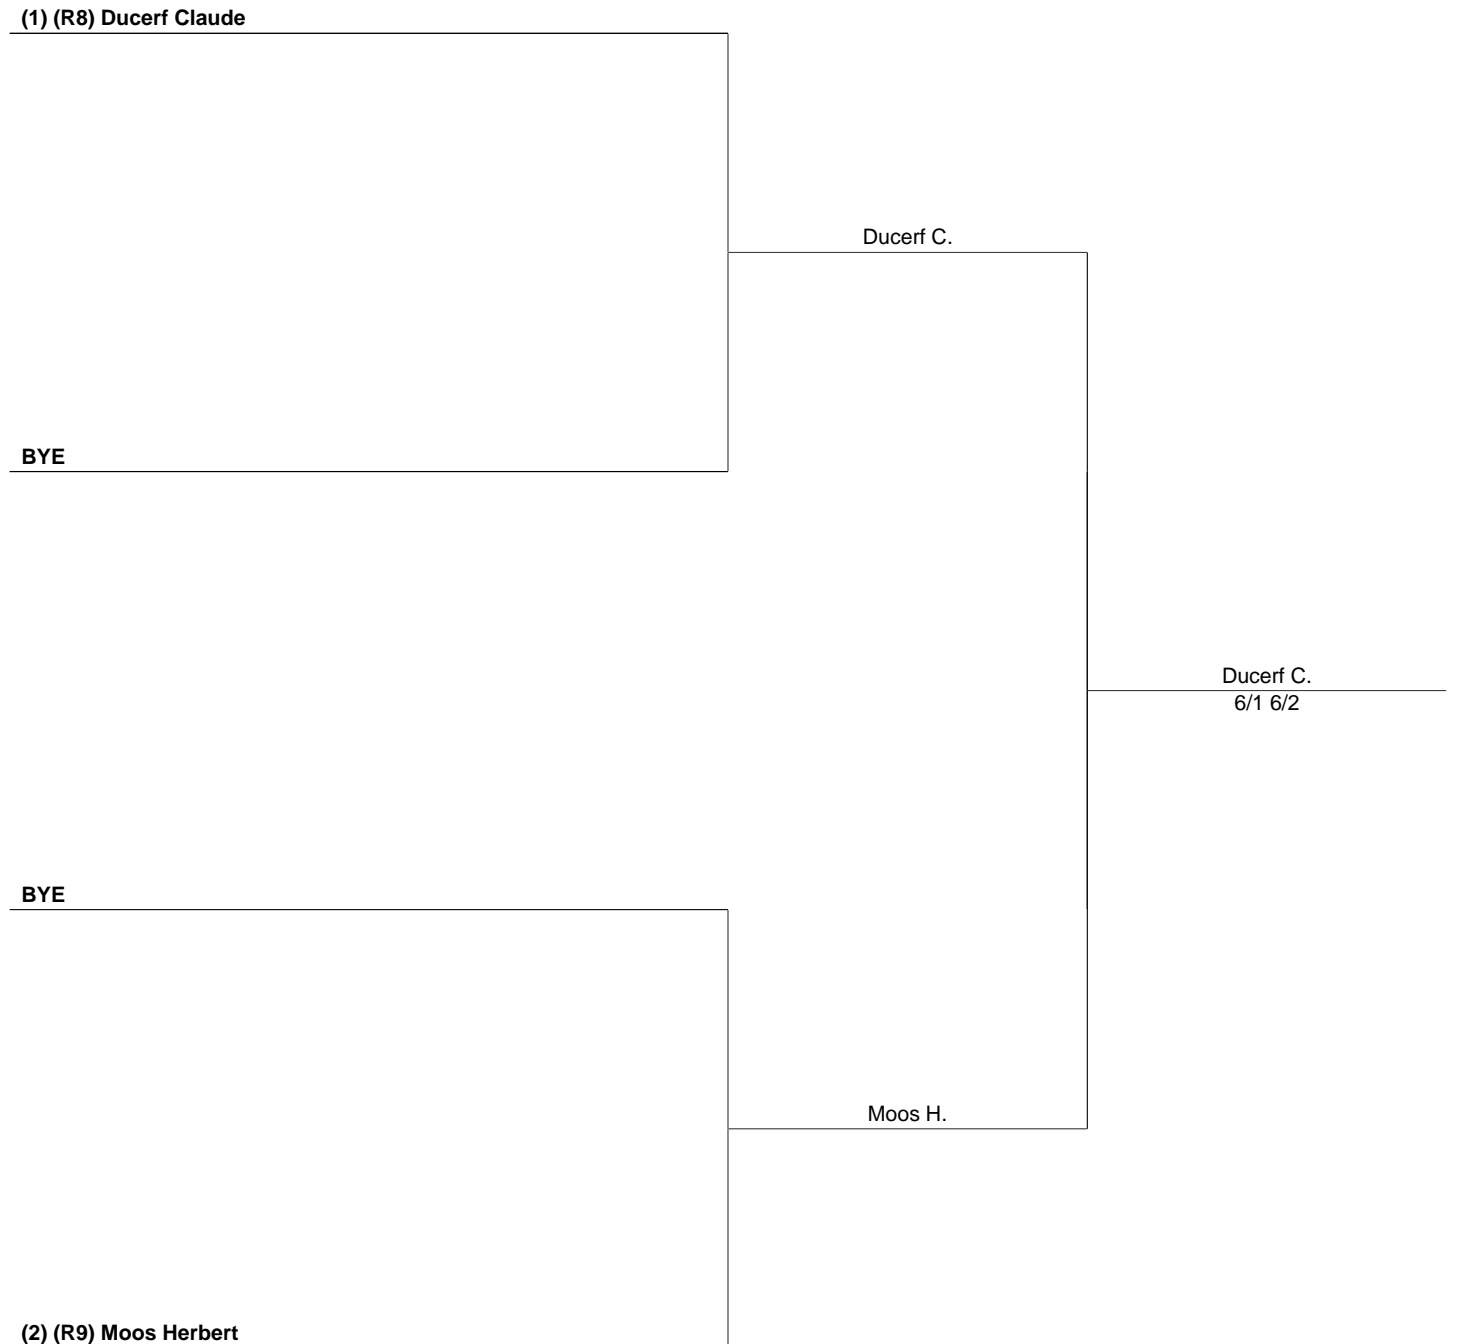 (1) (R8) Ducerf Claude
Ducerf C.
BYE
Ducerf C.
6/1 6/2
BYE
Moos H.
(2) (R9) Moos Herbert